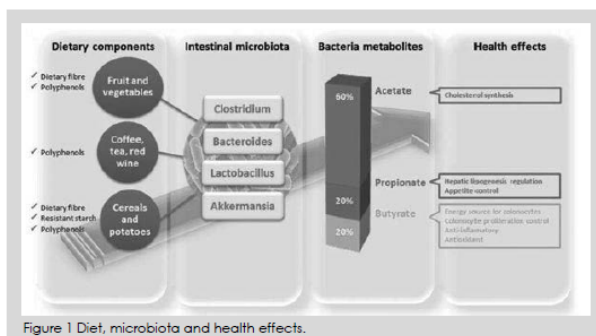 Dietary components
Intestinal microbiota
Bacteria metabolites
Health effects
✓ Dietary fibre
✓ Polyphenols
Fruit and
vegetables
✓ Polyphenols
Coffee,
tea, red
wine
✓ Dietary fibre
✓ Resistant starch
✓ Polyphenols
Cereals
and
potatoes
Clostridium
Bacteroides
Lactobacillus
Akkermansia
60%
20%
20%
Acetate
Propionate
Butyrate
Cholesterol synthesis
Hepatic lipogenesis regulation
Appetite control
Energy source for colonocytes
Colonocyte proliferation control
Anti-inflamatory
Antioxidant
Figure 1 Diet, microbiota and health effects.